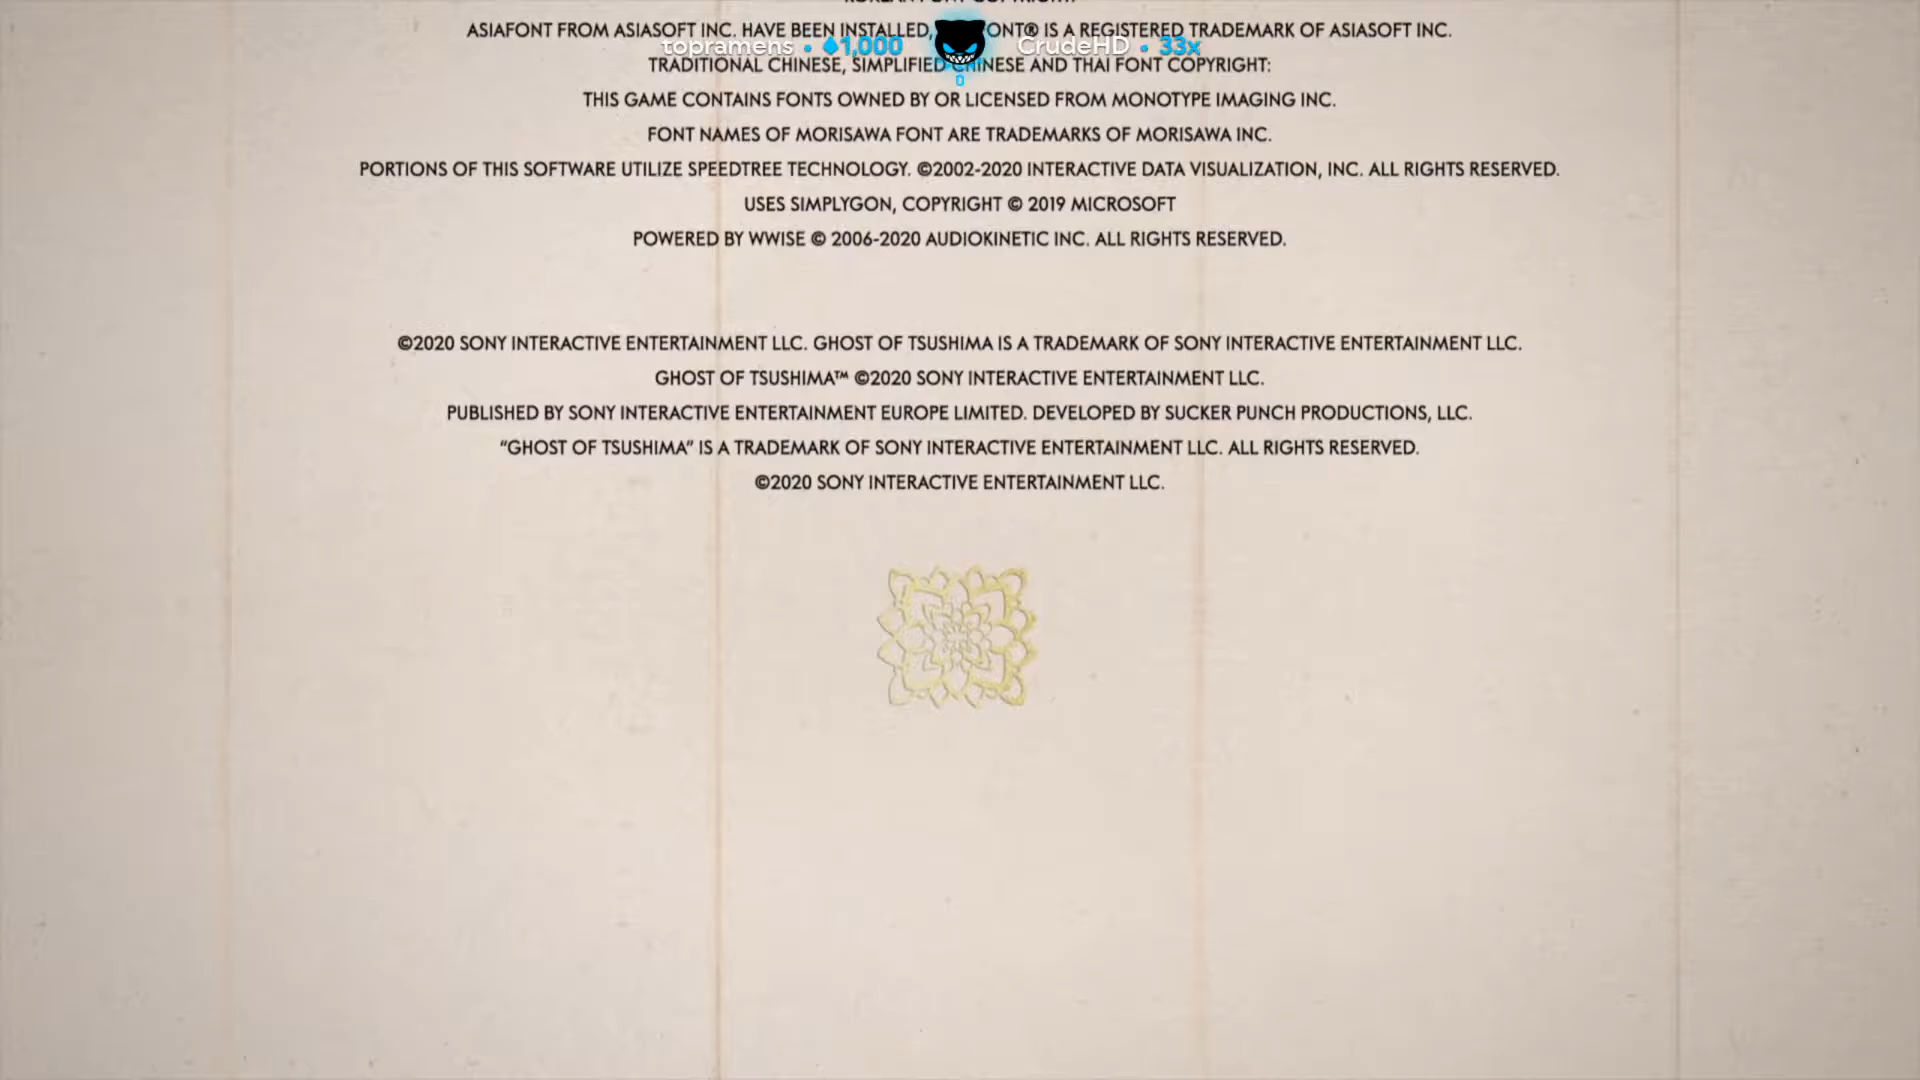 ASIAFONT FROM ASIASOFT INC. HAVE BEEN INSTALLED, ONT® IS A REGISTERED TRADEMARK OF ASIASOFT INC.
topramens • 1,000
CrudeHD • 33x
TRADITIONAL CHINESE, SIMPLIFIED CHINESE AND THAI FONT COPYRIGHT:
0
THIS GAME CONTAINS FONTS OWNED BY OR LICENSED FROM MONOTYPE IMAGING INC.
FONT NAMES OF MORISAWA FONT ARE TRADEMARKS OF MORISAWA INC.
PORTIONS OF THIS SOFTWARE UTILIZE SPEEDTREE TECHNOLOGY. ©2002-2020 INTERACTIVE DATA VISUALIZATION, INC. ALL RIGHTS RESERVED.
USES SIMPLYGON, COPYRIGHT © 2019 MICROSOFT
POWERED BY WWISE © 2006-2020 AUDIOKINETIC INC. ALL RIGHTS RESERVED.
©2020 SONY INTERACTIVE ENTERTAINMENT LLC. GHOST OF TSUSHIMA IS A TRADEMARK OF SONY INTERACTIVE ENTERTAINMENT LLC.
GHOST OF TSUSHIMA™ ©2020 SONY INTERACTIVE ENTERTAINMENT LLC.
PUBLISHED BY SONY INTERACTIVE ENTERTAINMENT EUROPE LIMITED. DEVELOPED BY SUCKER PUNCH PRODUCTIONS, LLC.
“GHOST OF TSUSHIMA” IS A TRADEMARK OF SONY INTERACTIVE ENTERTAINMENT LLC. ALL RIGHTS RESERVED.
©2020 SONY INTERACTIVE ENTERTAINMENT LLC.